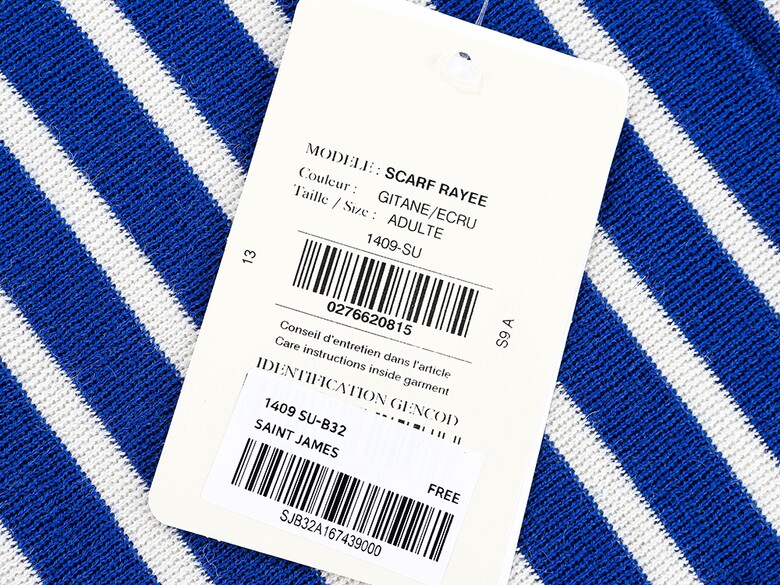 MODELE : SCARF RAYEE
Couleur : GITANE/ECRU
Taille / Size : ADULTE
1409-SU
13
0276620815
S9 A
Conseil d'entretien dans l'article
Care instructions inside garment
IDENTIFICATION GENCOD
1409 SU-B32
SAINT JAMES
FREE
SJB32A167439000